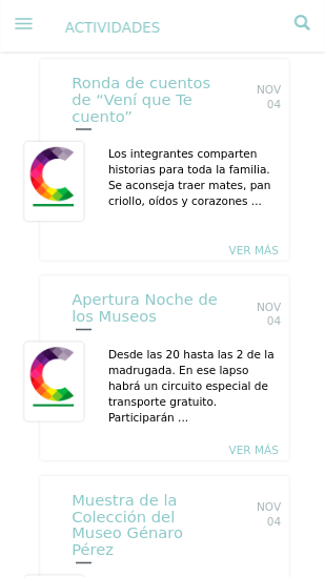 ACTIVIDADES
Ronda de cuentos
de “Vení que Te
cuento”
NOV
04
Los integrantes comparten
historias para toda la familia.
Se aconseja traer mates, pan
criollo, oídos y corazones ...
VER MÁS
Apertura Noche de
los Museos
NOV
04
Desde las 20 hasta las 2 de la
madrugada. En ese lapso
habrá un circuito especial de
transporte gratuito.
Participarán ...
VER MÁS
Muestra de la
Colección del
Museo Génaro
Pérez
NOV
04